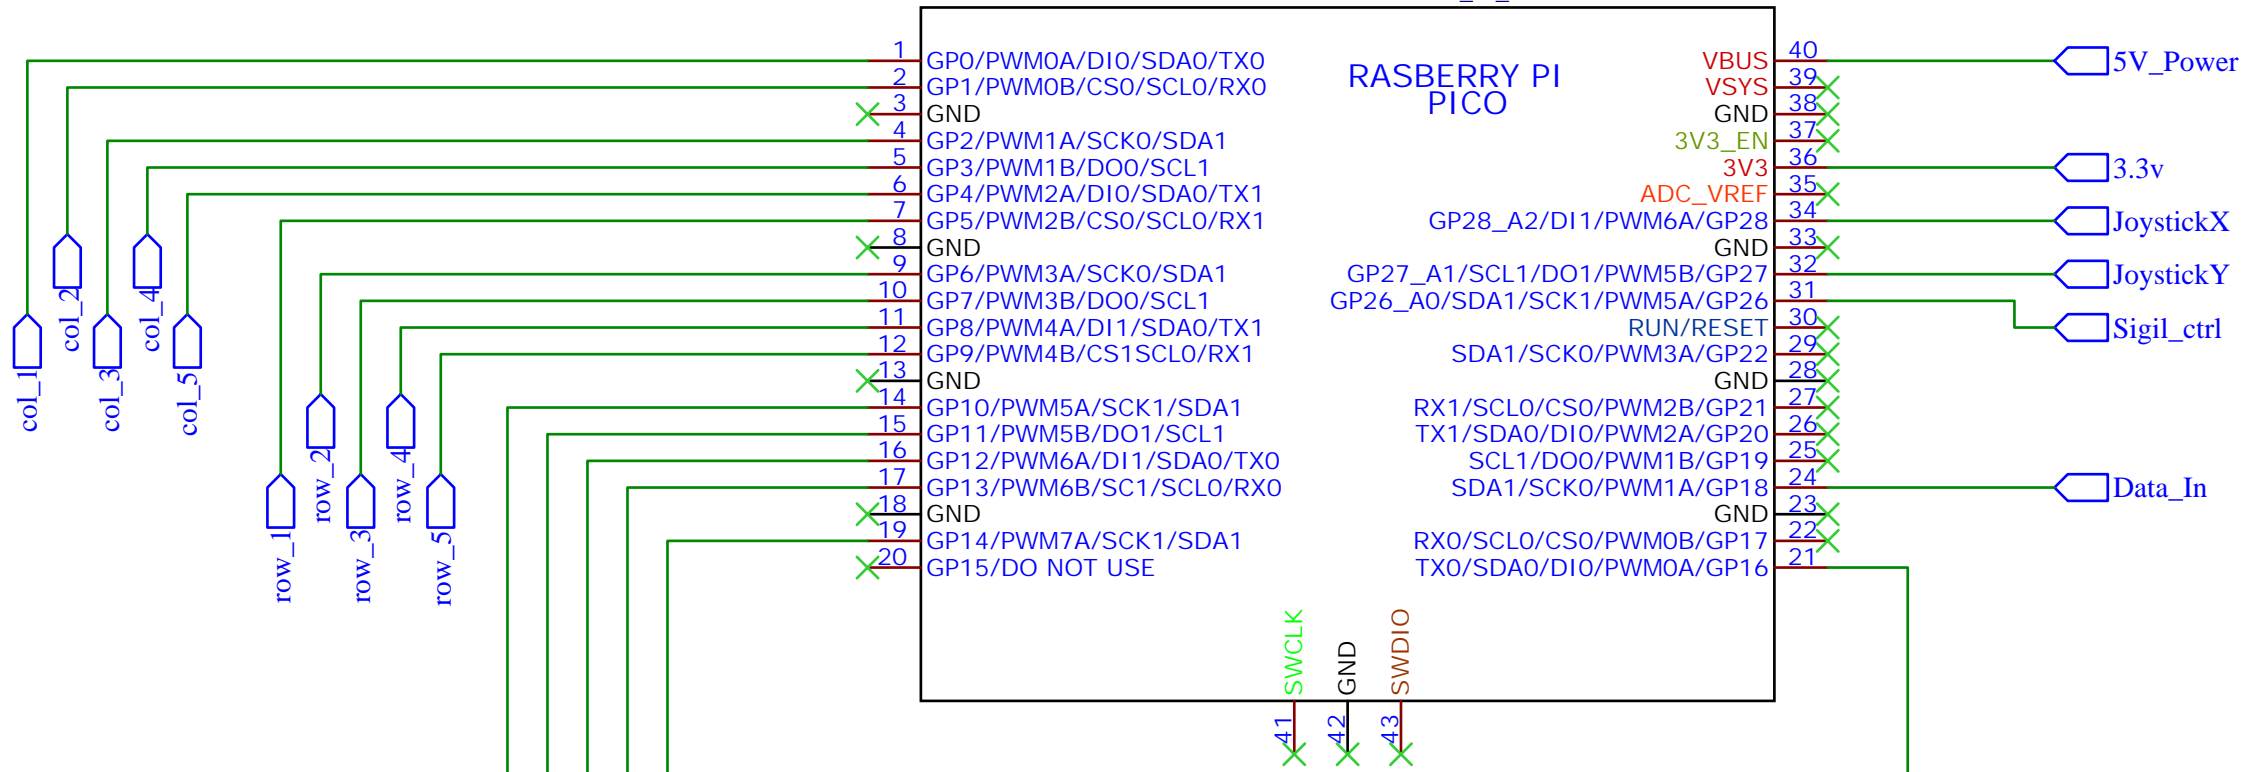 RASBERRY PI
PICO
1 GP0/PWM0A/DI0/SDA0/TX0
2 GP1/PWM0B/CS0/SCL0/RX0
3 GND
4 GP2/PWM1A/SCK0/SDA1
5 GP3/PWM1B/DO0/SCL1
6 GP4/PWM2A/DI0/SDA0/TX1
7 GP5/PWM2B/CS0/SCL0/RX1
8 GND
9 GP6/PWM3A/SCK0/SDA1
10 GP7/PWM3B/DO0/SCL1
11 GP8/PWM4A/DI1/SDA0/TX1
12 GP9/PWM4B/CS1SCL0/RX1
13 GND
14 GP10/PWM5A/SCK1/SDA1
15 GP11/PWM5B/DO1/SCL1
16 GP12/PWM6A/DI1/SDA0/TX0
17 GP13/PWM6B/SC1/SCL0/RX0
18 GND
19 GP14/PWM7A/SCK1/SDA1
20 GP15/DO NOT USE
VBUS 40 5V_Power
VSYS 39
GND 38
3V3_EN 37
3V3 36 3.3v
ADC_VREF 35
GP28_A2/DI1/PWM6A/GP28 34 JoystickX
GND 33
GP27_A1/SCL1/DO1/PWM5B/GP27 32 JoystickY
GP26_A0/SDA1/SCK1/PWM5A/GP26 31 Sigil_ctrl
RUN/RESET 30
SDA1/SCK0/PWM3A/GP22 29
GND 28
RX1/SCL0/CS0/PWM2B/GP21 27
TX1/SDA0/DI0/PWM2A/GP20 26
SCL1/DO0/PWM1B/GP19 25
SDA1/SCK0/PWM1A/GP18 24 Data_In
GND 23
RX0/SCL0/CS0/PWM0B/GP17 22
TX0/SDA0/DI0/PWM0A/GP16 21
col_1
col_2
col_3
col_4
col_5
row_1
row_2
row_3
row_4
row_5
SWCLK 41
GND 42
SWDIO 43